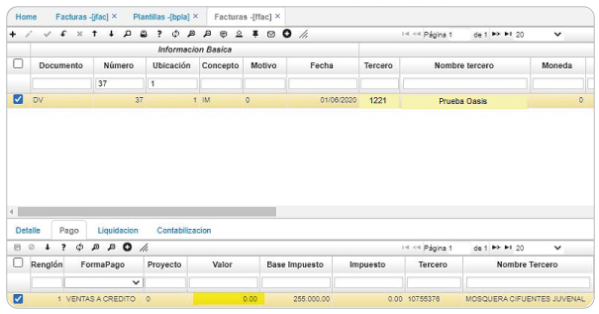 Home Facturas -[jfac] × Plantillas -[bpla] × Facturas -[ffac] ×
Página 1 de 1 20
Informacion Basica
Documento Número Ubicación Concepto Motivo Fecha Tercero Nombre tercero Moneda
37 1
DV 37 1 IM 0 01/06/2020 1221 Prueba Oasis 0
Detalle Pago Liquidacion Contabilizacion
Página 1 de 1 20
Renglón FormaPago Proyecto Valor Base Impuesto Impuesto Tercero Nombre Tercero
1 VENTAS A CREDITO 0 0.00 255,000.00 0.00 10755376 MOSQUERA CIFUENTES JUVENAL